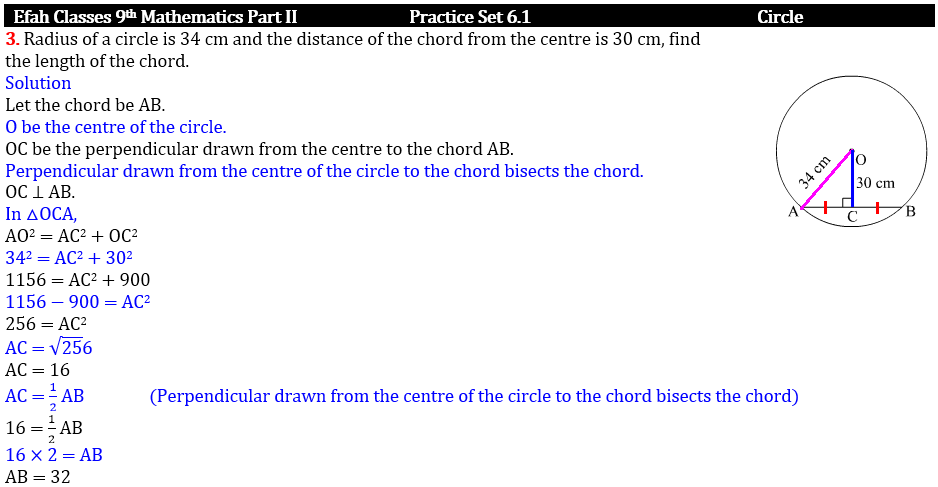 Efah Classes 9th Mathematics Part II Practice Set 6.1 Circle
3. Radius of a circle is 34 cm and the distance of the chord from the centre is 30 cm, find
the length of the chord.
Solution
Let the chord be AB.
O be the centre of the circle.
OC be the perpendicular drawn from the centre to the chord AB.
Perpendicular drawn from the centre of the circle to the chord bisects the chord.
OC ⊥ AB.
In △OCA,
AO² = AC² + OC²
34² = AC² + 30²
1156 = AC² + 900
1156 − 900 = AC²
256 = AC²
AC = √256
AC = 16
AC = 1/2 AB (Perpendicular drawn from the centre of the circle to the chord bisects the chord)
16 = 1/2 AB
16 × 2 = AB
AB = 32
34 cm
O
30 cm
A
C
B